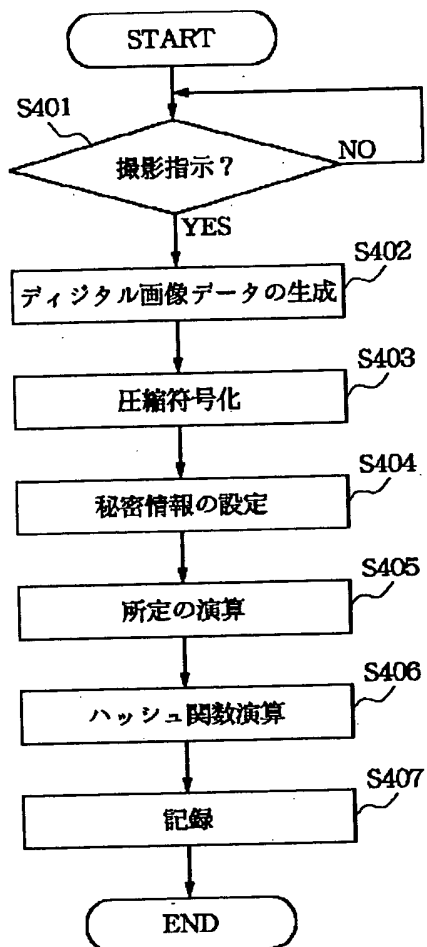 START
S401
撮影指示？
NO
YES
S402
ディジタル画像データの生成
S403
圧縮符号化
S404
秘密情報の設定
S405
所定の演算
S406
ハッシュ関数演算
S407
記録
END